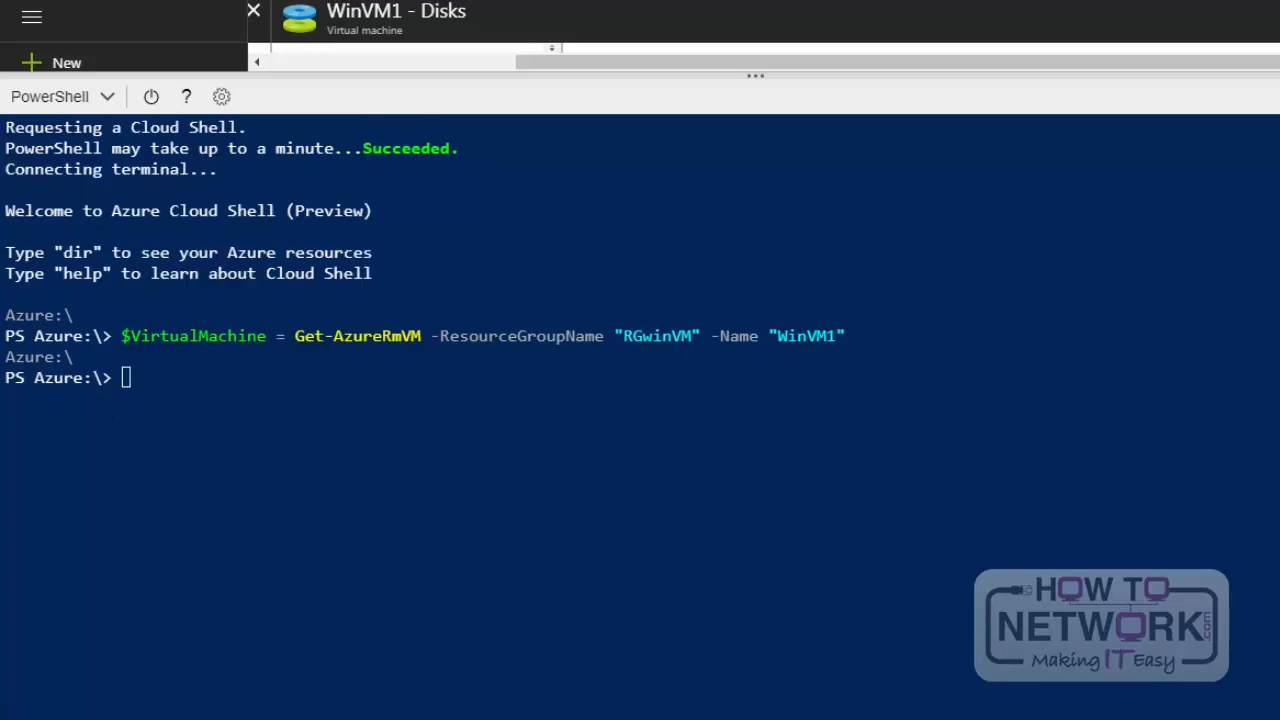 WinVM1 - Disks
Virtual machine
New
PowerShell
?
Requesting a Cloud Shell.
PowerShell may take up to a minute...Succeeded.
Connecting terminal...
Welcome to Azure Cloud Shell (Preview)
Type "dir" to see your Azure resources
Type "help" to learn about Cloud Shell
Azure:\
PS Azure:\> $VirtualMachine = Get-AzureRmVM -ResourceGroupName "RGwinVM" -Name "WinVM1"
Azure:\
PS Azure:\>
HOW TO
NETWORK.com
Making IT Easy